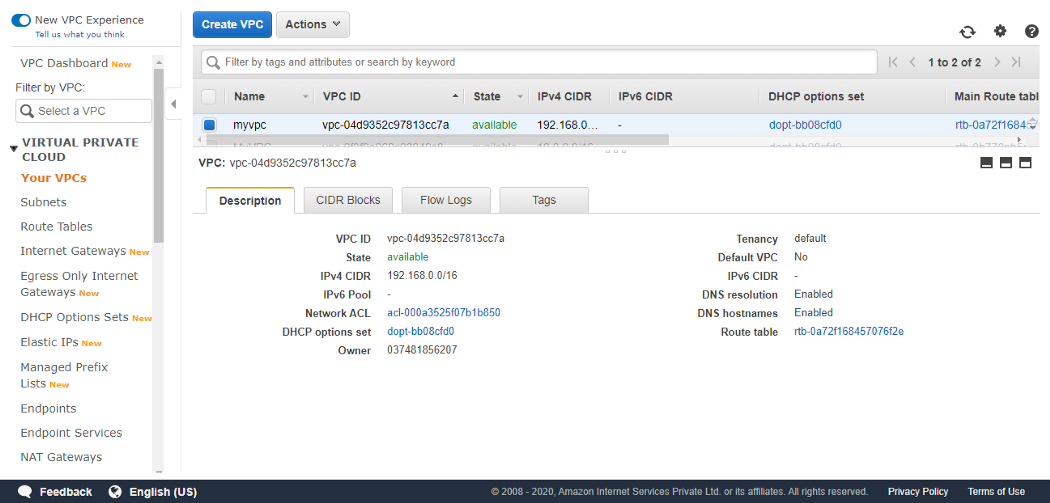 New VPC Experience
Tell us what you think
Create VPC
Actions
VPC Dashboard New
Filter by VPC:
Select a VPC
VIRTUAL PRIVATE
CLOUD
Your VPCs
Subnets
Route Tables
Internet Gateways New
Egress Only Internet
Gateways New
DHCP Options Sets New
Elastic IPs New
Managed Prefix
Lists New
Endpoints
Endpoint Services
NAT Gateways
Filter by tags and attributes or search by keyword
1 to 2 of 2
Name VPC ID State IPv4 CIDR IPv6 CIDR DHCP options set Main Route tabl
myvpc vpc-04d9352c97813cc7a available 192.168.0... - dopt-bb08cfd0 rtb-0a72f1684
VPC: vpc-04d9352c97813cc7a
Description CIDR Blocks Flow Logs Tags
VPC ID vpc-04d9352c97813cc7a
State available
IPv4 CIDR 192.168.0.0/16
IPv6 Pool -
Network ACL acl-000a3525f07b1b850
DHCP options set dopt-bb08cfd0
Owner 037481856207
Tenancy default
Default VPC No
IPv6 CIDR -
DNS resolution Enabled
DNS hostnames Enabled
Route table rtb-0a72f168457076f2e
Feedback English (US) © 2008 - 2020, Amazon Internet Services Private Ltd. or its affiliates. All rights reserved. Privacy Policy Terms of Use